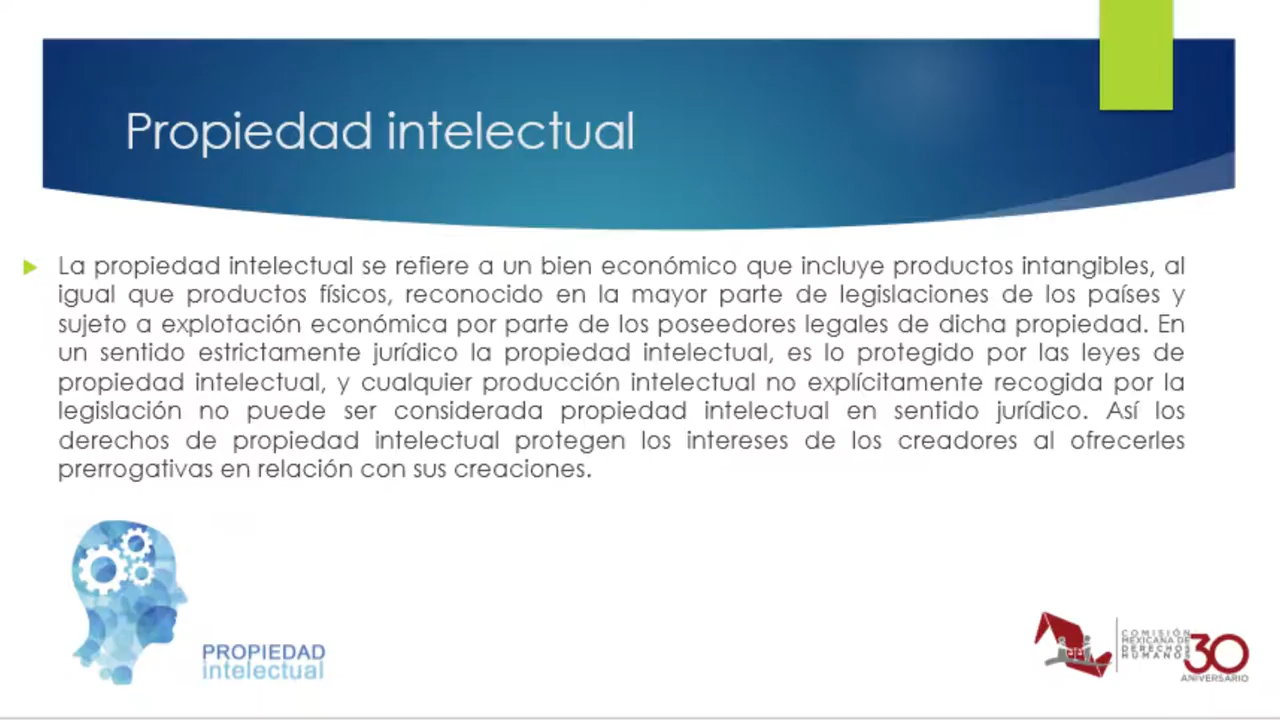 Propiedad intelectual
La propiedad intelectual se refiere a un bien económico que incluye productos intangibles, al
igual que productos físicos, reconocido en la mayor parte de legislaciones de los países y
sujeto a explotación económica por parte de los poseedores legales de dicha propiedad. En
un sentido estrictamente jurídico la propiedad intelectual, es lo protegido por las leyes de
propiedad intelectual, y cualquier producción intelectual no explícitamente recogida por la
legislación no puede ser considerada propiedad intelectual en sentido jurídico. Así los
derechos de propiedad intelectual protegen los intereses de los creadores al ofrecerles
prerrogativas en relación con sus creaciones.
PROPIEDAD
intelectual
COMISIÓN
MEXICANA DE
DERECHOS
HUMANOS
30
ANIVERSARIO